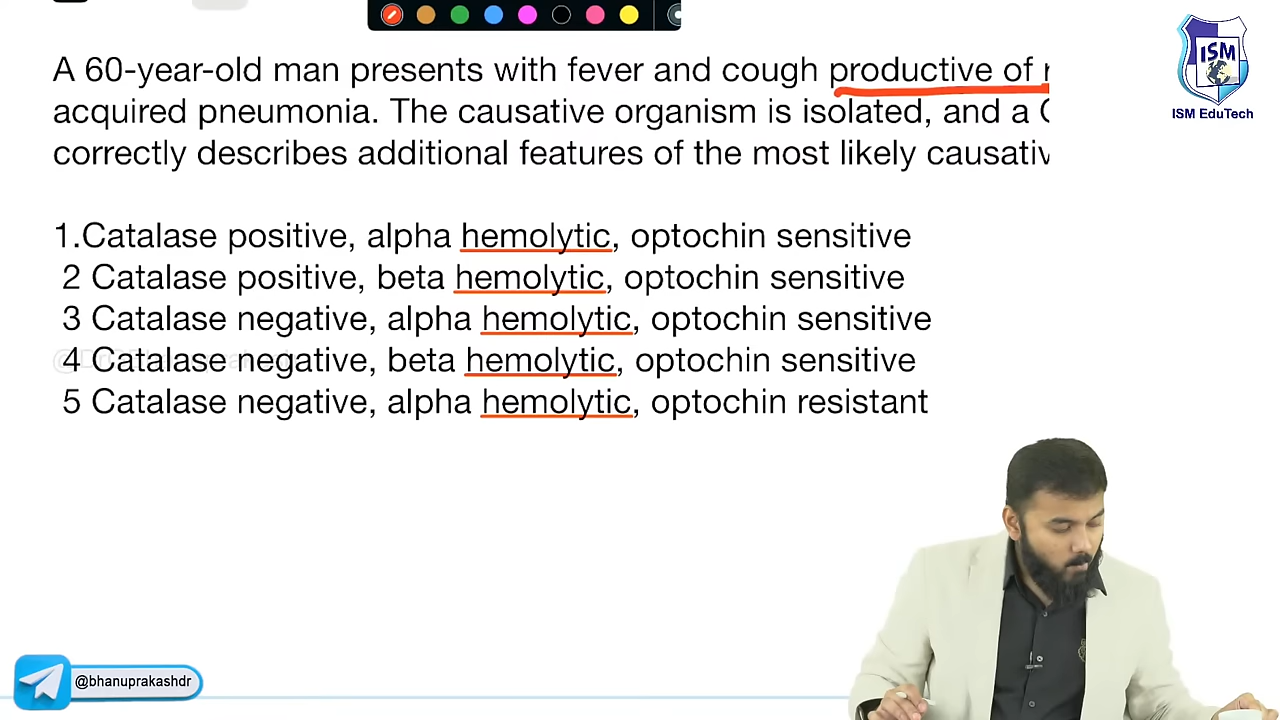 A 60-year-old man presents with fever and cough productive of
acquired pneumonia. The causative organism is isolated, and a
correctly describes additional features of the most likely
1.Catalase positive, alpha hemolytic, optochin sensitive
2 Catalase positive, beta hemolytic, optochin sensitive
3 Catalase negative, alpha hemolytic, optochin sensitive
4 Catalase negative, beta hemolytic, optochin sensitive
5 Catalase negative, alpha hemolytic, optochin resistant
ISM
ISM EduTech
@bhanuprakashdr